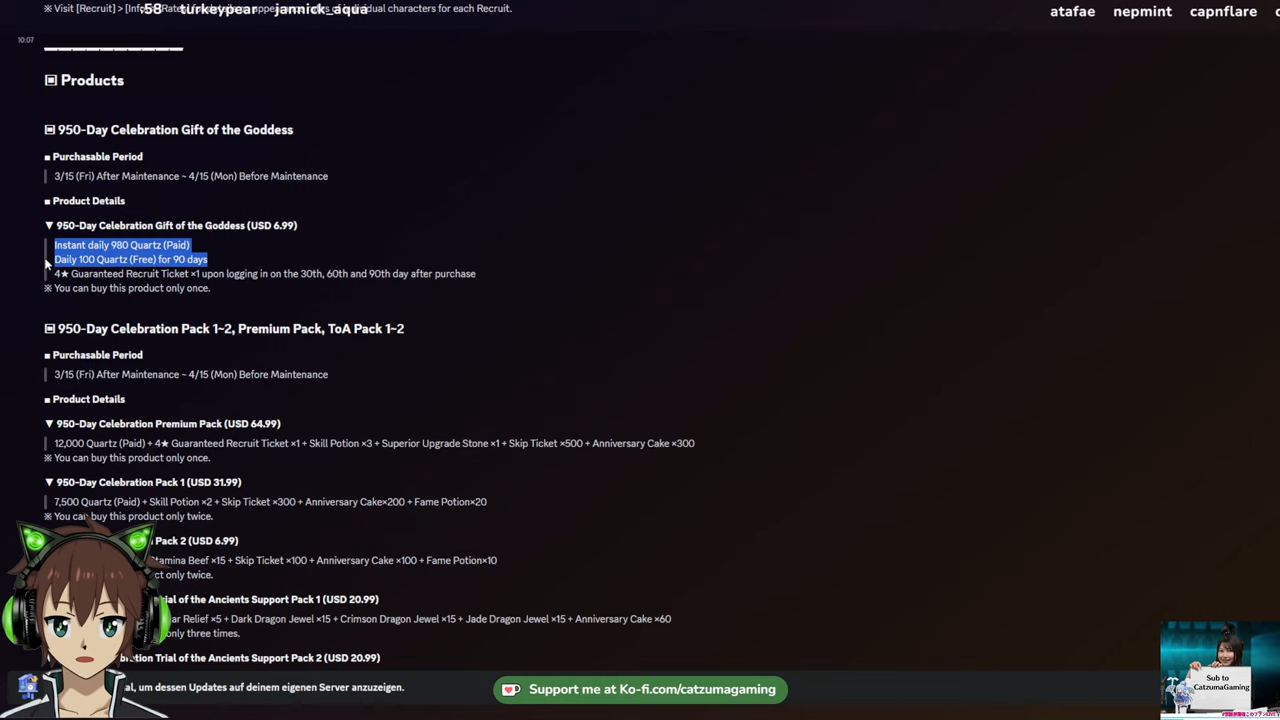 ※ Visit [Recruit] > [Info]
individual characters for each Recruit.
58 turkeypear jannick_aqua
atafae nepmint capnflare
10:07
Products
950-Day Celebration Gift of the Goddess
■ Purchasable Period
3/15 (Fri) After Maintenance ~ 4/15 (Mon) Before Maintenance
■ Product Details
▼ 950-Day Celebration Gift of the Goddess (USD 6.99)
Instant daily 980 Quartz (Paid)
Daily 100 Quartz (Free) for 90 days
4★ Guaranteed Recruit Ticket ×1 upon logging in on the 30th, 60th and 90th day after purchase
※ You can buy this product only once.
950-Day Celebration Pack 1~2, Premium Pack, ToA Pack 1~2
■ Purchasable Period
3/15 (Fri) After Maintenance ~ 4/15 (Mon) Before Maintenance
■ Product Details
▼ 950-Day Celebration Premium Pack (USD 64.99)
12,000 Quartz (Paid) + 4★ Guaranteed Recruit Ticket ×1 + Skill Potion ×3 + Superior Upgrade Stone ×1 + Skip Ticket ×500 + Anniversary Cake ×300
※ You can buy this product only once.
▼ 950-Day Celebration Pack 1 (USD 31.99)
7,500 Quartz (Paid) + Skill Potion ×2 + Skip Ticket ×300 + Anniversary Cake×200 + Fame Potion×20
※ You can buy this product only twice.
Pack 2 (USD 6.99)
tamina Beef ×15 + Skip Ticket ×100 + Anniversary Cake ×100 + Fame Potion×10
ct only twice.
rial of the Ancients Support Pack 1 (USD 20.99)
ar Relief ×5 + Dark Dragon Jewel ×15 + Crimson Dragon Jewel ×15 + Jade Dragon Jewel ×15 + Anniversary Cake ×60
only three times.
bration Trial of the Ancients Support Pack 2 (USD 20.99)
al, um dessen Updates auf deinem eigenen Server anzuzeigen.
Support me at Ko-fi.com/catzumagaming
Sub to
CatzumaGaming